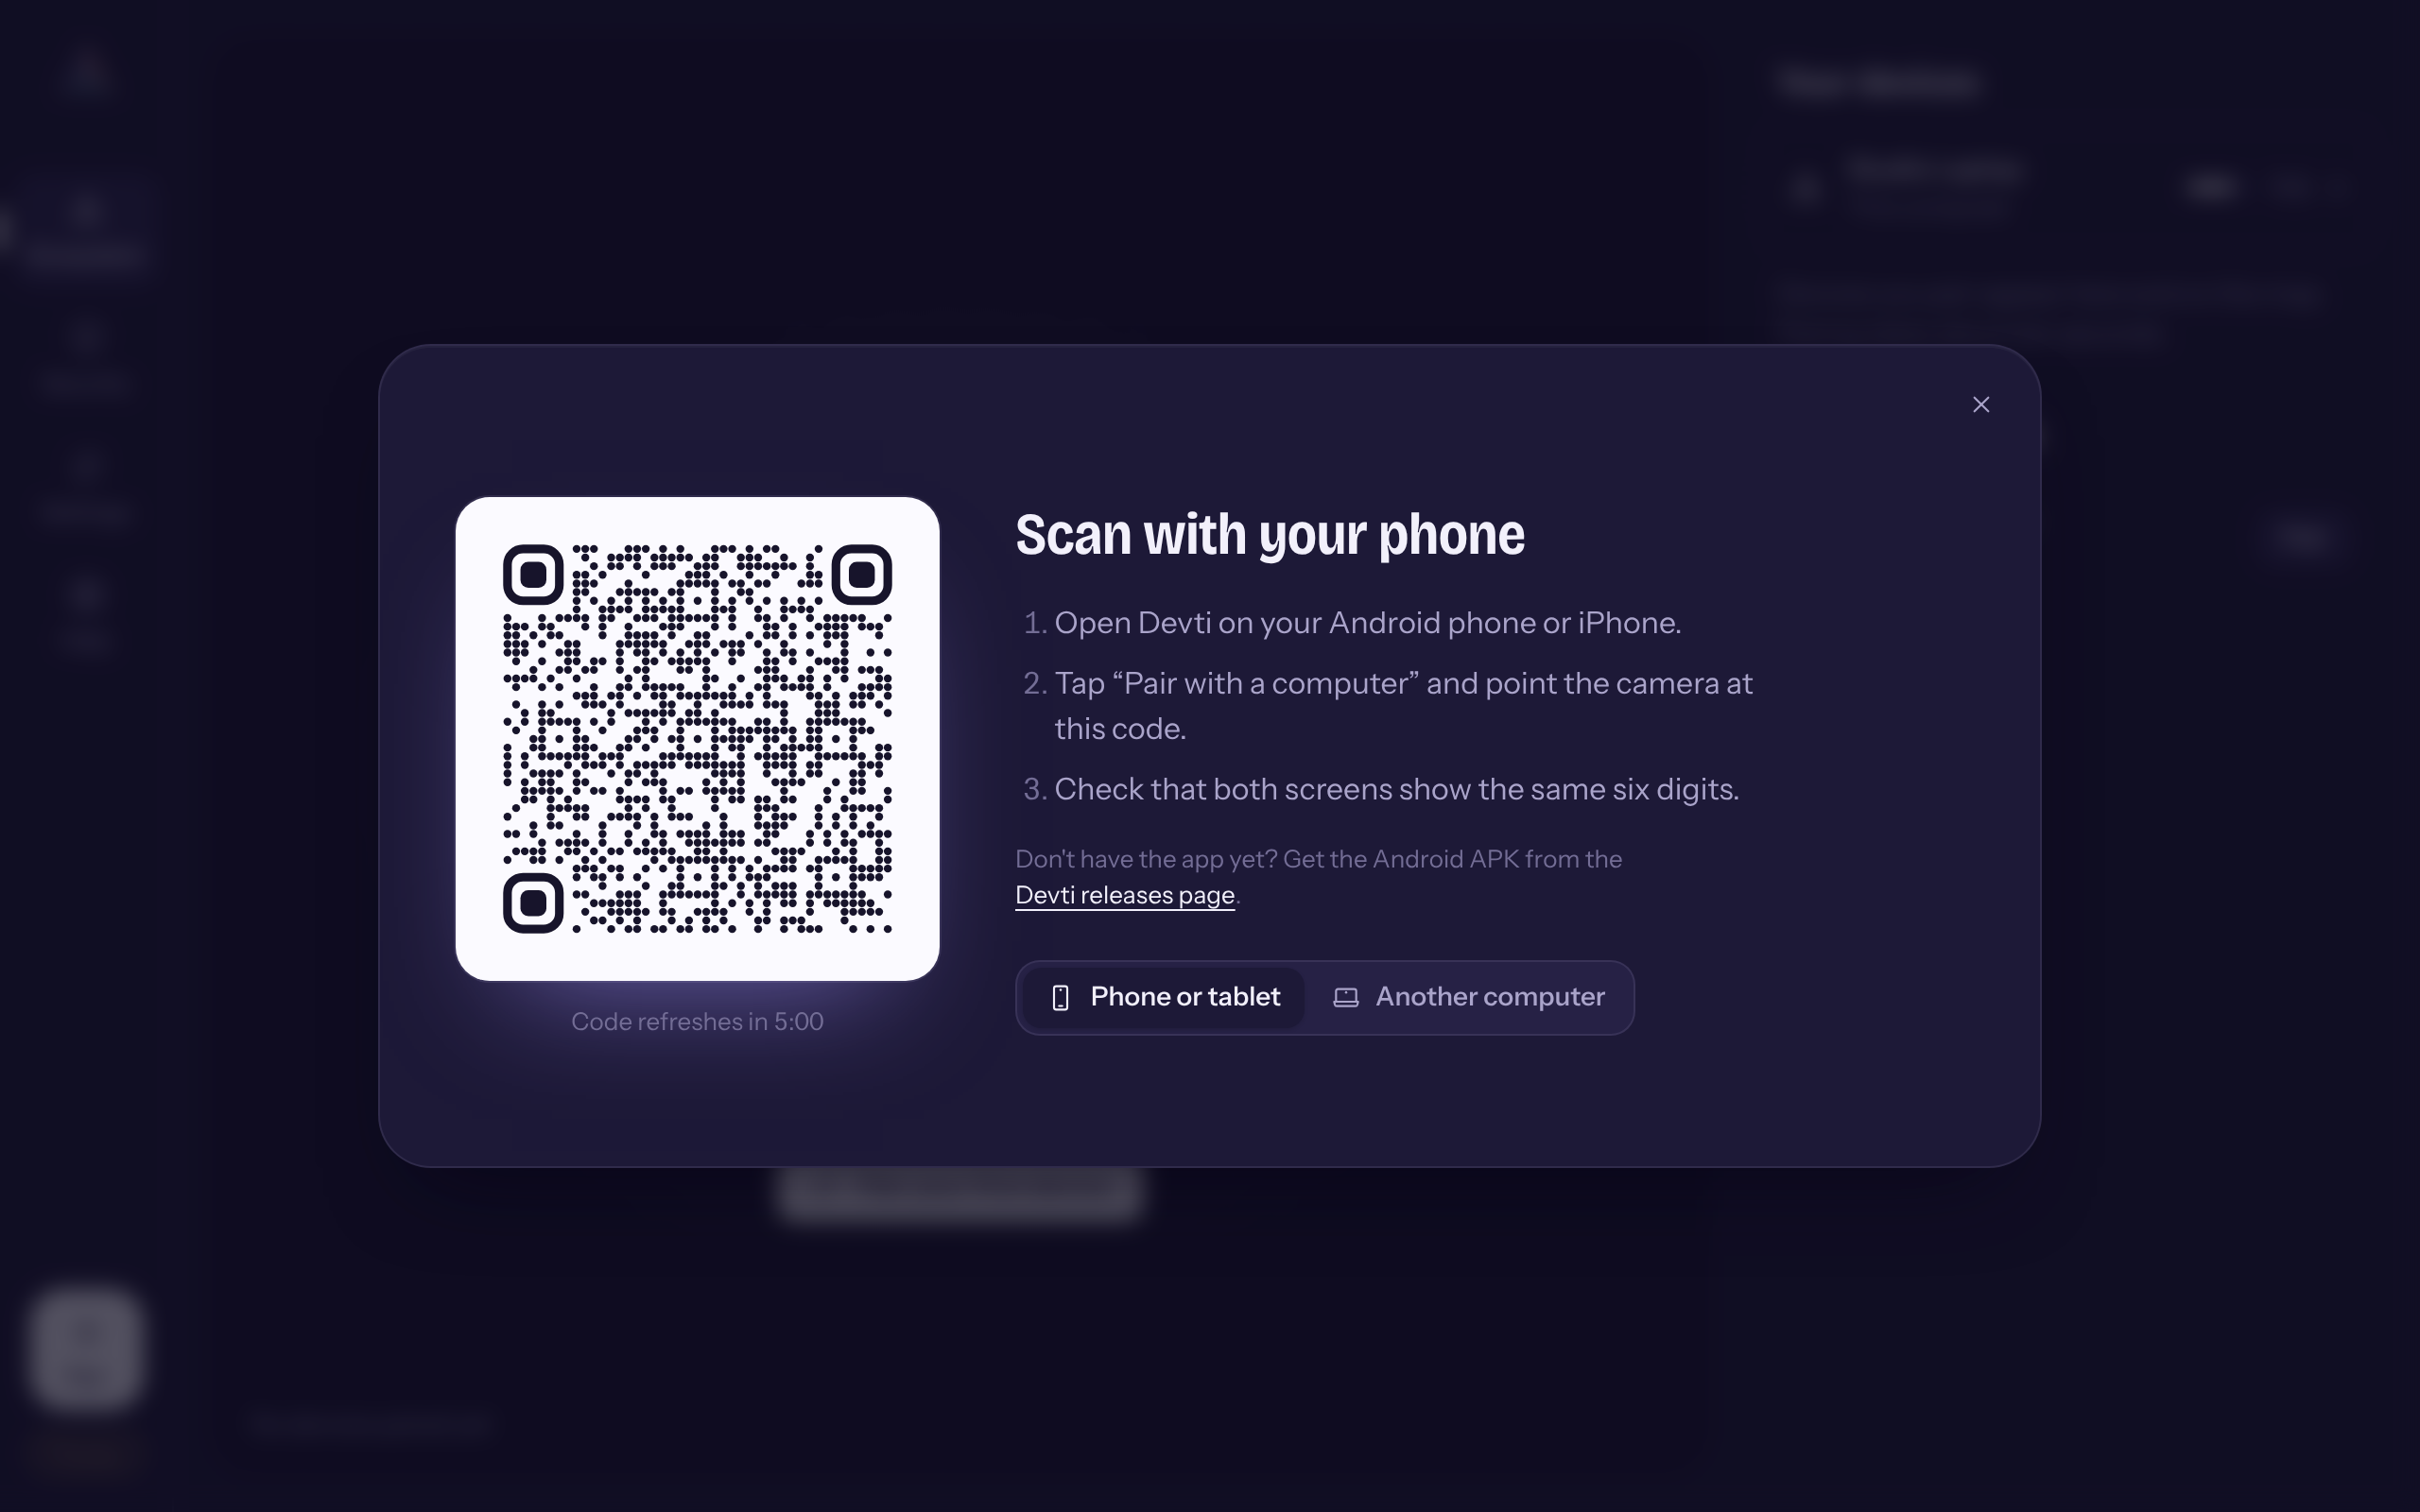 Scan with your phone
1. Open Devti on your Android phone or iPhone.
2. Tap “Pair with a computer” and point the camera at
this code.
3. Check that both screens show the same six digits.
Don't have the app yet? Get the Android APK from the
Devti releases page.
Phone or tablet
Another computer
Code refreshes in 5:00